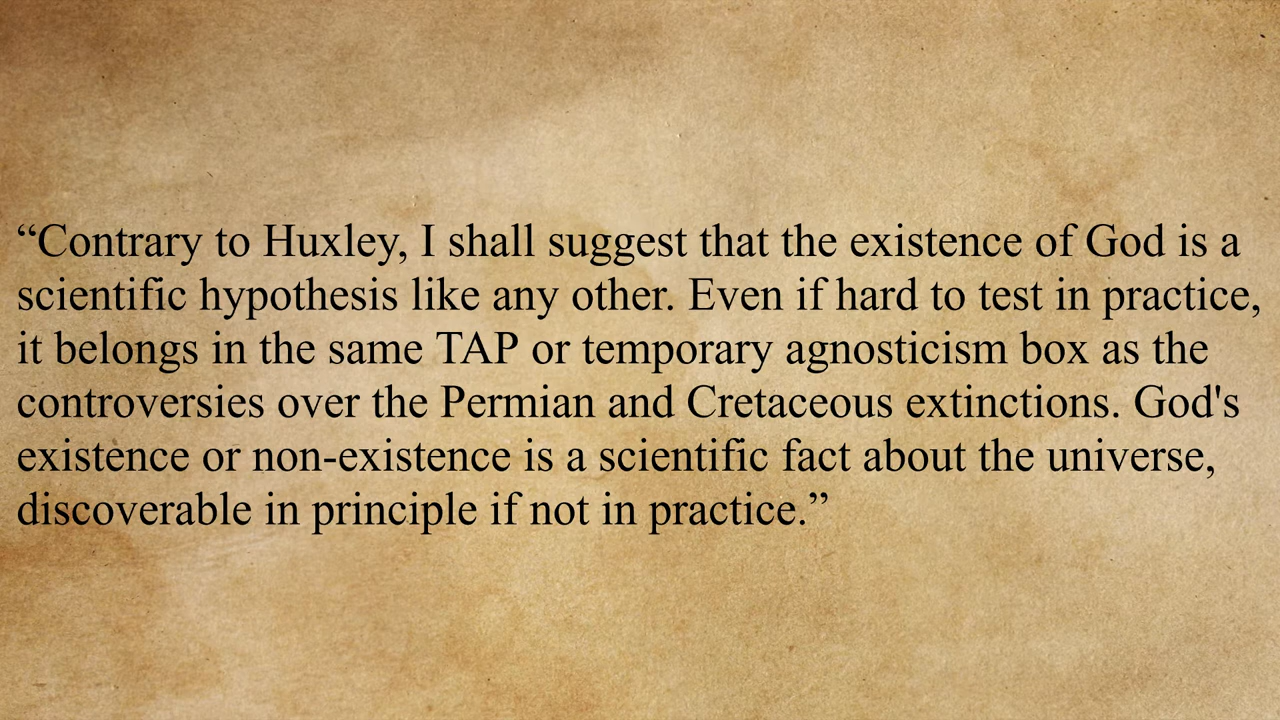 “Contrary to Huxley, I shall suggest that the existence of God is a
scientific hypothesis like any other. Even if hard to test in practice,
it belongs in the same TAP or temporary agnosticism box as the
controversies over the Permian and Cretaceous extinctions. God's
existence or non-existence is a scientific fact about the universe,
discoverable in principle if not in practice.”